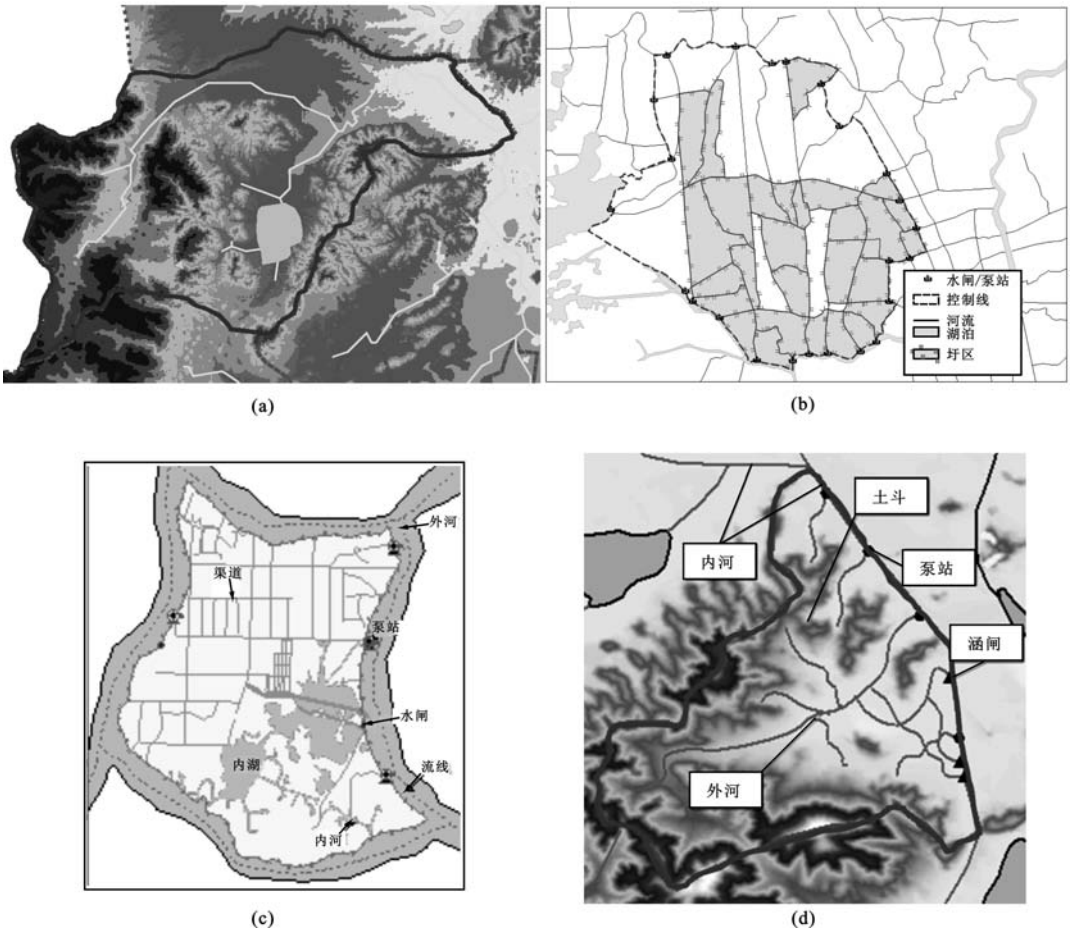 (a)
水闸/泵站
控制线
河流
湖泊
圩区
(b)
外河
渠道
泵站
水闸
内湖
流线
内河
(c)
土斗
内河
泵站
涵闸
外河
(d)